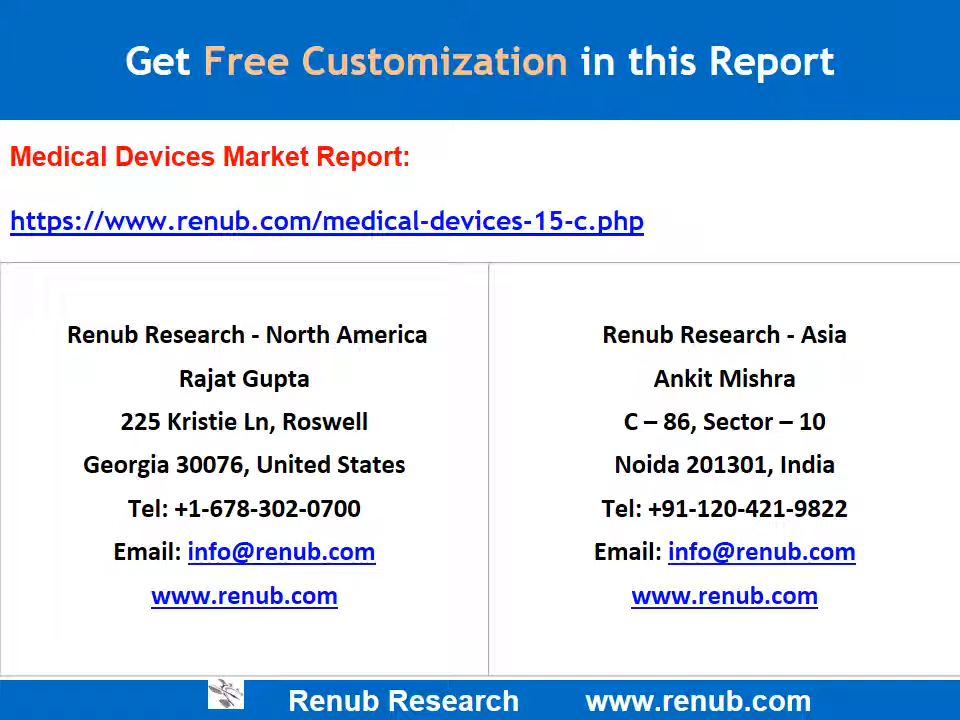 Get Free Customization in this Report
Medical Devices Market Report:
https://www.renub.com/medical-devices-15-c.php
Renub Research - North America
Rajat Gupta
225 Kristie Ln, Roswell
Georgia 30076, United States
Tel: +1-678-302-0700
Email: info@renub.com
www.renub.com
Renub Research - Asia
Ankit Mishra
C – 86, Sector – 10
Noida 201301, India
Tel: +91-120-421-9822
Email: info@renub.com
www.renub.com
Renub Research www.renub.com